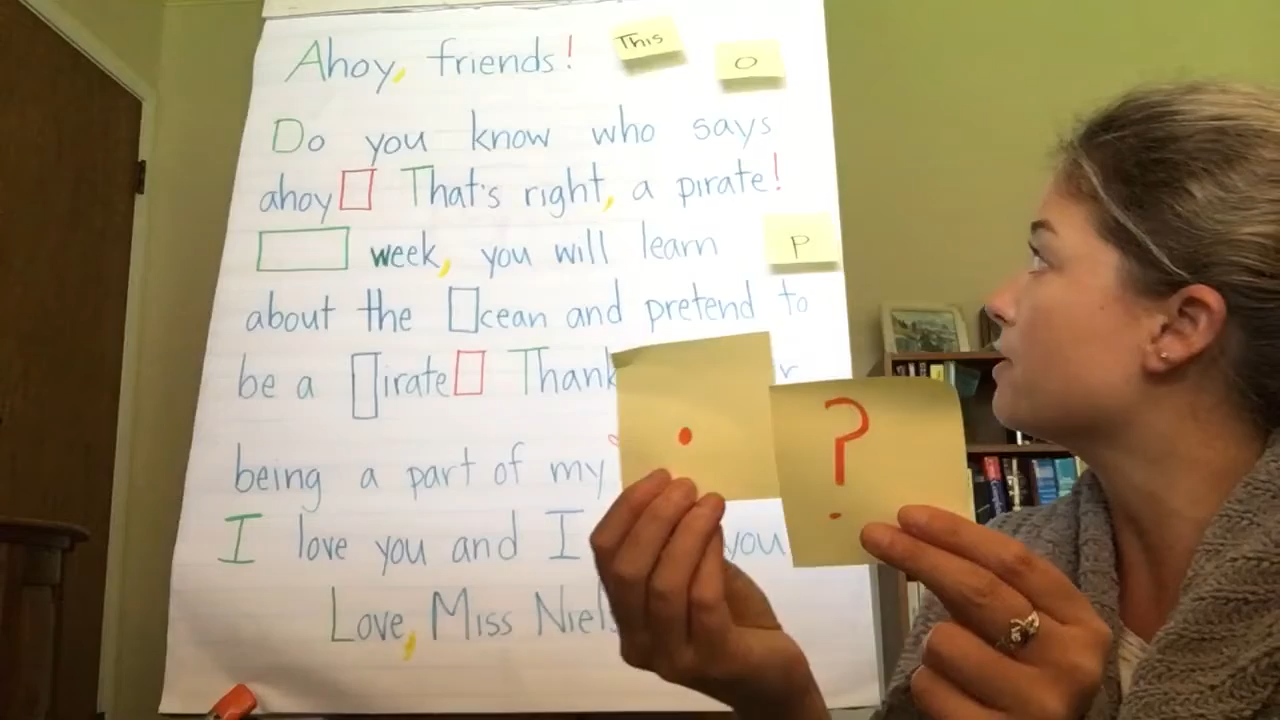 Ahoy, friends! This
O
Do you know who says
ahoy That's right, a pirate!
week, you will learn P
about the cean and pretend to
be a irate Thank r
being a part of my
I love you and I you
Love, Miss Niel
. ?